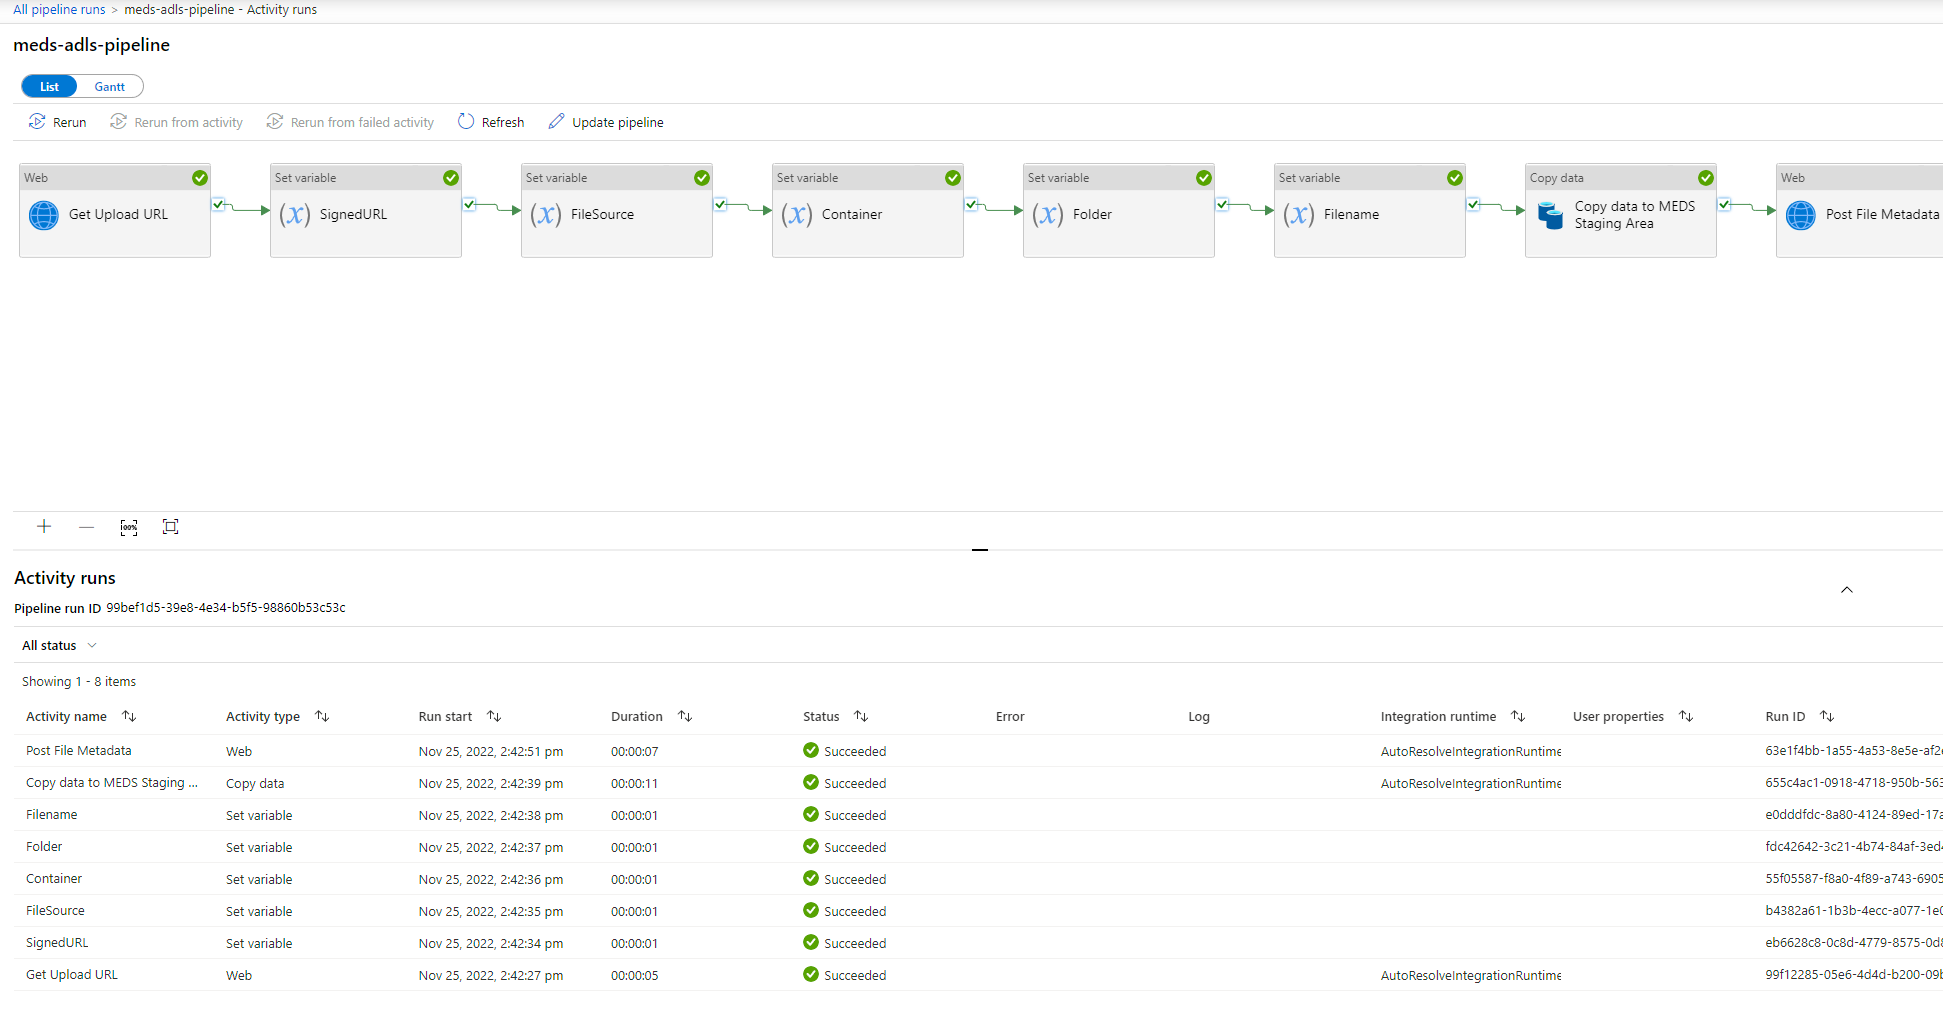 All pipeline runs > meds-adls-pipeline - Activity runs
meds-adls-pipeline
List Gantt
Rerun Rerun from activity Rerun from failed activity Refresh Update pipeline
Web Set variable Set variable Set variable Set variable Set variable Copy data Web
Get Upload URL (x) SignedURL (x) FileSource (x) Container (x) Folder (x) Filename Copy data to MEDS Staging Area Post File Metadata
100%
Activity runs
Pipeline run ID 99bef1d5-39e8-4e34-b5f5-98860b53c53c
All status
Showing 1 - 8 items
Activity name Activity type Run start Duration Status Error Log Integration runtime User properties Run ID
Post File Metadata Web Nov 25, 2022, 2:42:51 pm 00:00:07 Succeeded AutoResolveIntegrationRuntime 63e1f4bb-1a55-4a53-8e5e-af2
Copy data to MEDS Staging ... Copy data Nov 25, 2022, 2:42:39 pm 00:00:11 Succeeded AutoResolveIntegrationRuntime 655c4ac1-0918-4718-950b-563
Filename Set variable Nov 25, 2022, 2:42:38 pm 00:00:01 Succeeded e0dddfdc-8a80-4124-89ed-17a
Folder Set variable Nov 25, 2022, 2:42:37 pm 00:00:01 Succeeded fdc42642-3c21-4b74-84af-3ed
Container Set variable Nov 25, 2022, 2:42:36 pm 00:00:01 Succeeded 55f05587-f8a0-4f89-a743-6905
FileSource Set variable Nov 25, 2022, 2:42:35 pm 00:00:01 Succeeded b4382a61-1b3b-4ecc-a077-1e0
SignedURL Set variable Nov 25, 2022, 2:42:34 pm 00:00:01 Succeeded eb6628c8-0c8d-4779-8575-0d8
Get Upload URL Web Nov 25, 2022, 2:42:27 pm 00:00:05 Succeeded AutoResolveIntegrationRuntime 99f12285-05e6-4d4d-b200-09b